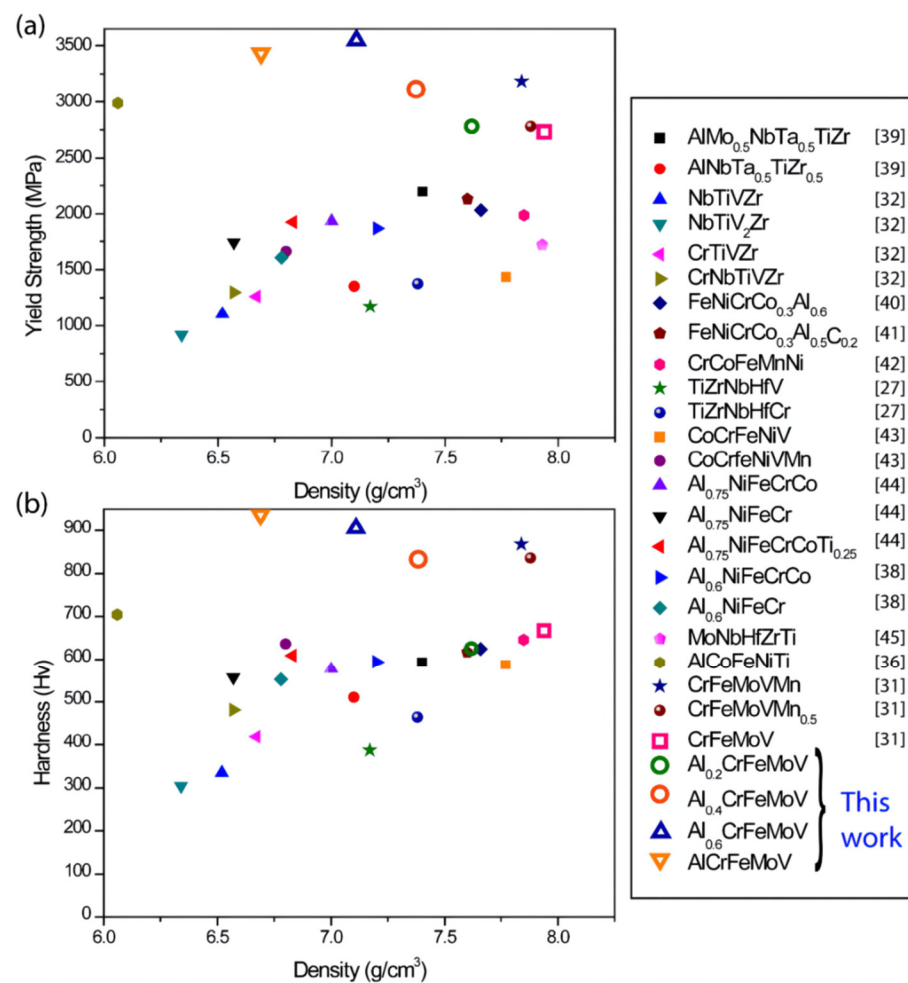 (a)
3500
3000
2500
2000
1500
1000
500
0
Yield Strength (MPa)
6.0 6.5 7.0 7.5 8.0
Density (g/cm³)
(b)
900
800
700
600
500
400
300
200
100
0
Hardness (Hv)
6.0 6.5 7.0 7.5 8.0
Density (g/cm³)
AlMo₀.₅NbTa₀.₅TiZr [39]
AlNbTa₀.₅TiZr₀.₅ [39]
NbTiVZr [32]
NbTiV₂Zr [32]
CrTiVZr [32]
CrNbTiVZr [32]
FeNiCrCo₀.₃Al₀.₆ [40]
FeNiCrCo₀.₃Al₀.₅C₀.₂ [41]
CrCoFeMnNi [42]
TiZrNbHfV [27]
TiZrNbHfCr [27]
CoCrFeNiV [43]
CoCrfeNiVMn [43]
Al₀.₇₅NiFeCrCo [44]
Al₀.₇₅NiFeCr [44]
Al₀.₇₅NiFeCrCoTi₀.₂₅ [44]
Al₀.₆NiFeCrCo [38]
Al₀.₆NiFeCr [38]
MoNbHfZrTi [45]
AlCoFeNiTi [36]
CrFeMoVMn [31]
CrFeMoVMn₀.₅ [31]
CrFeMoV [31]
Al₀.₂CrFeMoV
Al₀.₄CrFeMoV
Al₀.₆CrFeMoV
AlCrFeMoV
This
work